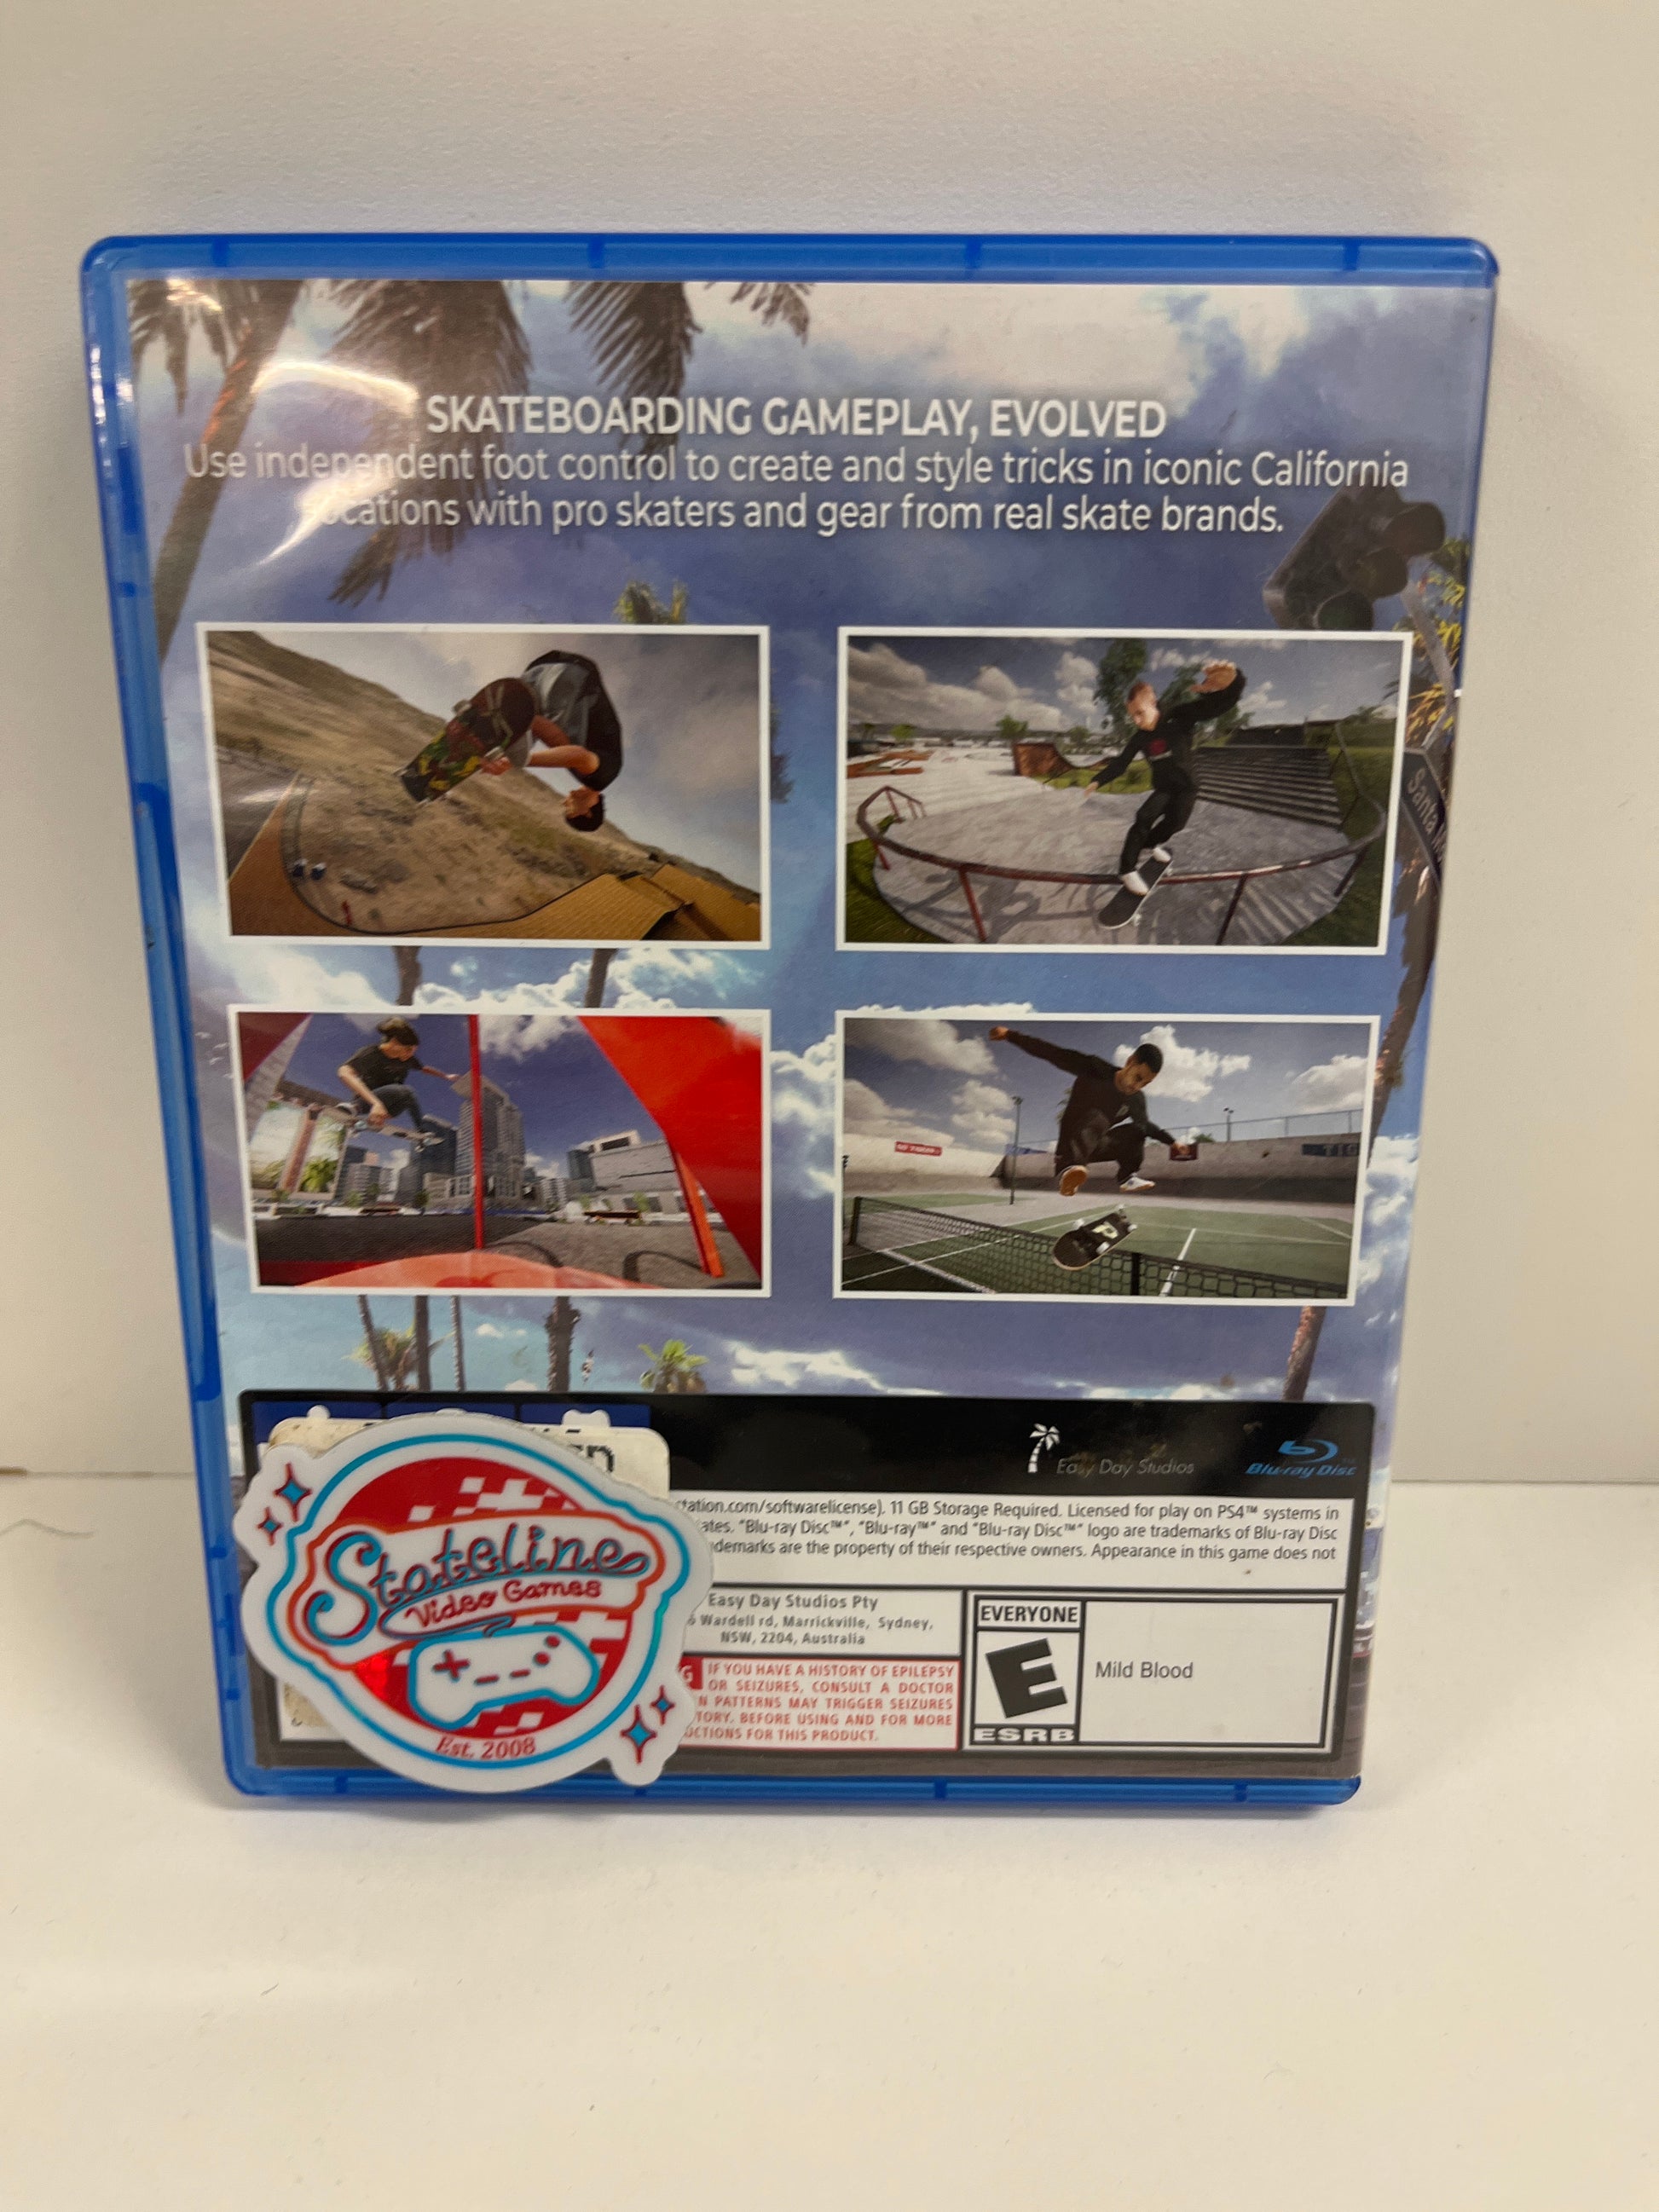 SKATEBOARDING GAMEPLAY, EVOLVED
Use independent foot control to create and style tricks in iconic California
locations with pro skaters and gear from real skate brands.
Santa
Easy Day Studios
Blu-ray Disc
11 GB Storage Required. Licensed for play on PS4™ systems in
"Blu-ray Disc™", "Blu-ray™" and "Blu-ray Disc™" logo are trademarks of Blu-ray Disc
are the property of their respective owners. Appearance in this game does not
Easy Day Studios Pty
Wardell rd, Marrickville, Sydney,
NSW, 2204, Australia
IF YOU HAVE A HISTORY OF EPILEPSY
OR SEIZURES, CONSULT A DOCTOR
PATTERNS MAY TRIGGER SEIZURES
BEFORE USING AND FOR MORE
FOR THIS PRODUCT.
EVERYONE
E
ESRB
Mild Blood
Stateline
Video Games
Est. 2008